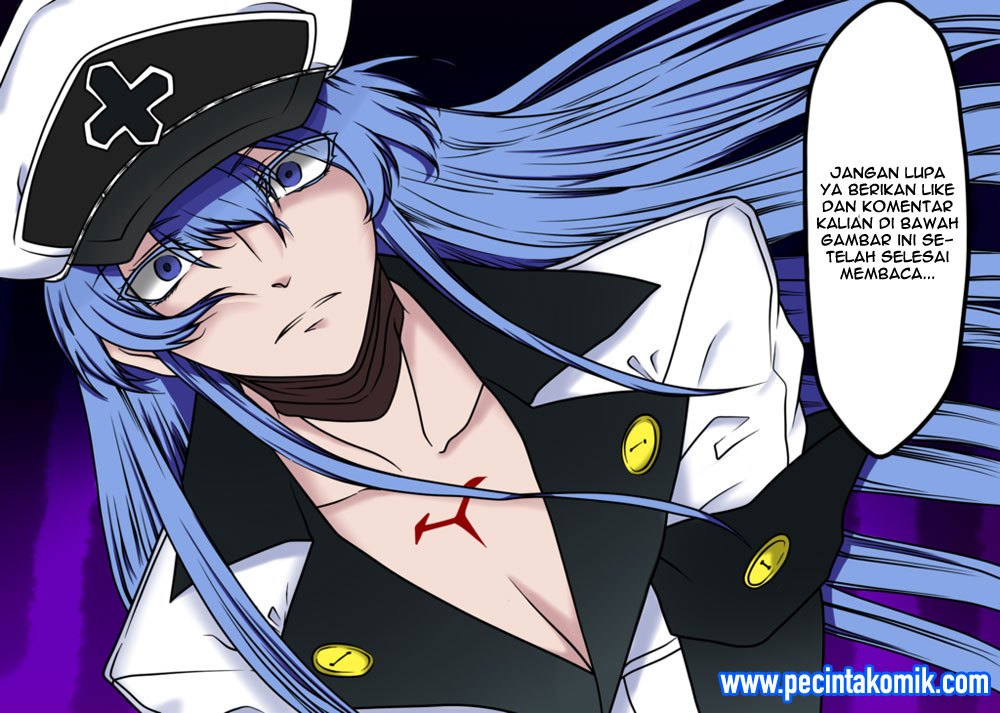 JANGAN LUPA
YA BERIKAN LIKE
DAN KOMENTAR
KALIAN DI BAWAH
GAMBAR INI SE-
TELAH SELESAI
MEMBACA...
www.pecintakomik.com